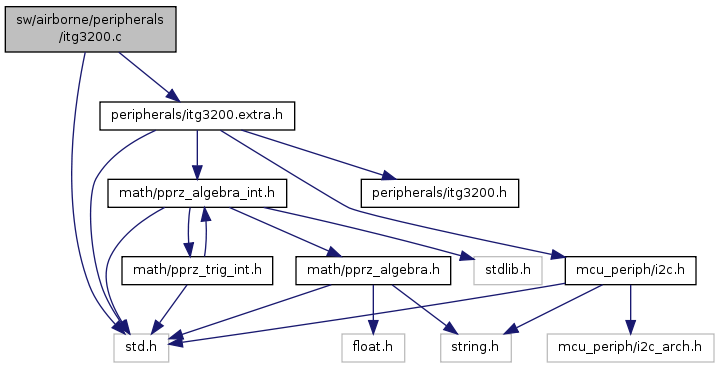 sw/airborne/peripherals
/itg3200.c
peripherals/itg3200.extra.h
math/pprz_algebra_int.h
peripherals/itg3200.h
math/pprz_trig_int.h
math/pprz_algebra.h
stdlib.h
mcu_periph/i2c.h
std.h
float.h
string.h
mcu_periph/i2c_arch.h